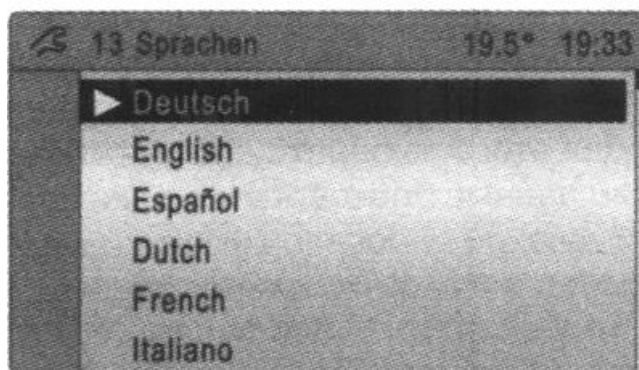 13 Sprachen 19.5° 19:33
Deutsch
English
Español
Dutch
French
Italiano